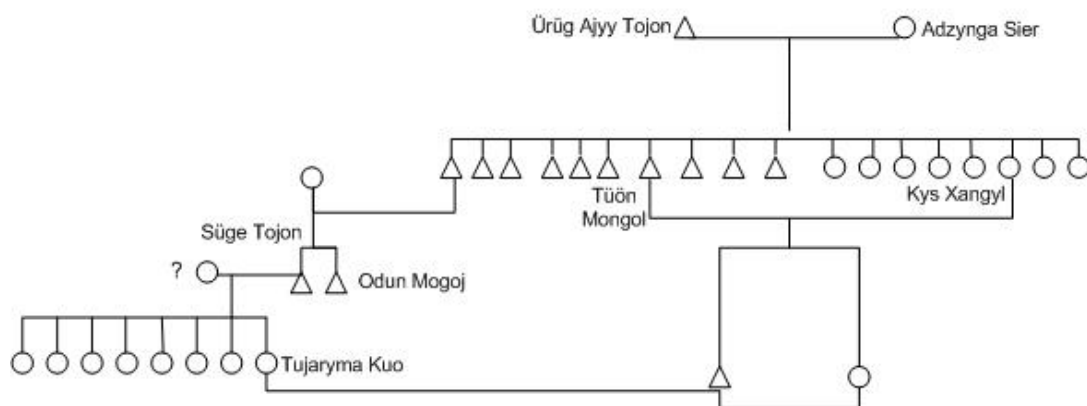 Ürüg Ajyy Tojon
Adzynga Sier
Tüön
Mongol
Kys Xangyl
Süge Tojon
?
Odun Mogoj
Tujaryma Kuo